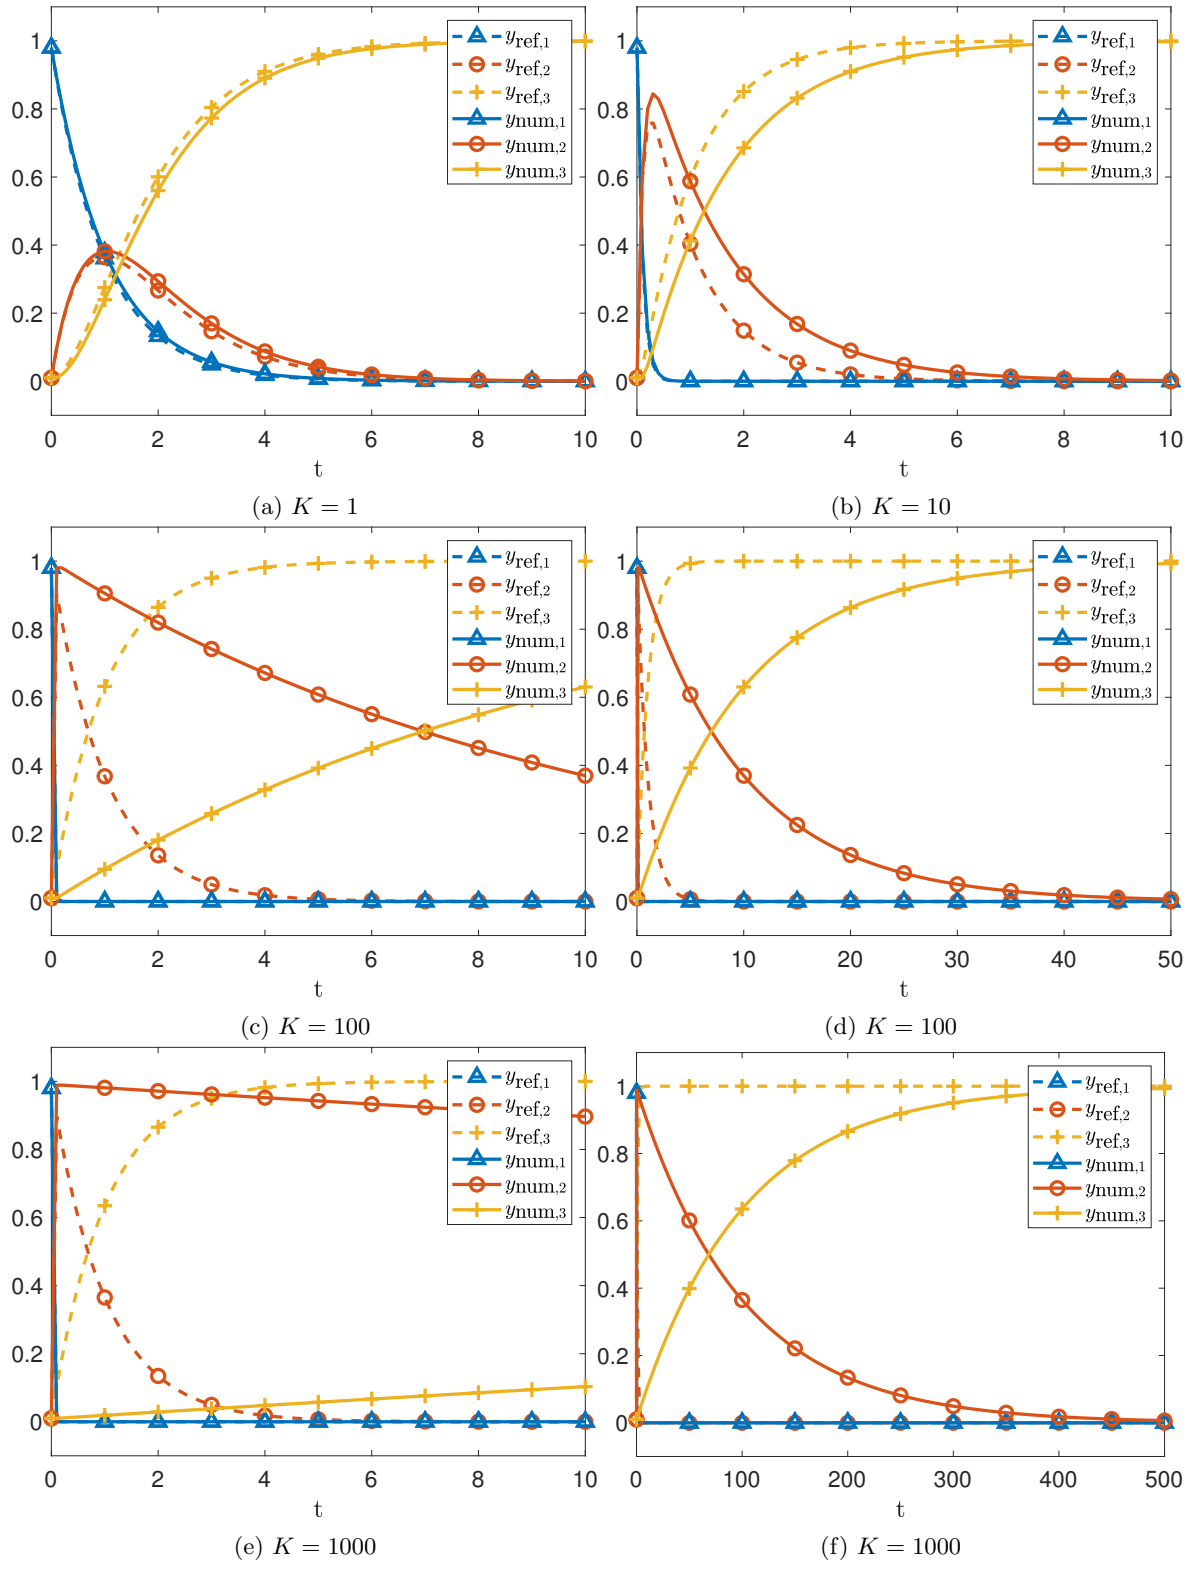 1
0.8
0.6
0.4
0.2
0
0 2 4 6 8 10
t
y_ref,1
y_ref,2
y_ref,3
y_num,1
y_num,2
y_num,3
(a) K = 1
1
0.8
0.6
0.4
0.2
0
0 2 4 6 8 10
t
y_ref,1
y_ref,2
y_ref,3
y_num,1
y_num,2
y_num,3
(b) K = 10
1
0.8
0.6
0.4
0.2
0
0 2 4 6 8 10
t
y_ref,1
y_ref,2
y_ref,3
y_num,1
y_num,2
y_num,3
(c) K = 100
1
0.8
0.6
0.4
0.2
0
0 10 20 30 40 50
t
y_ref,1
y_ref,2
y_ref,3
y_num,1
y_num,2
y_num,3
(d) K = 100
1
0.8
0.6
0.4
0.2
0
0 2 4 6 8 10
t
y_ref,1
y_ref,2
y_ref,3
y_num,1
y_num,2
y_num,3
(e) K = 1000
1
0.8
0.6
0.4
0.2
0
0 100 200 300 400 500
t
y_ref,1
y_ref,2
y_ref,3
y_num,1
y_num,2
y_num,3
(f) K = 1000